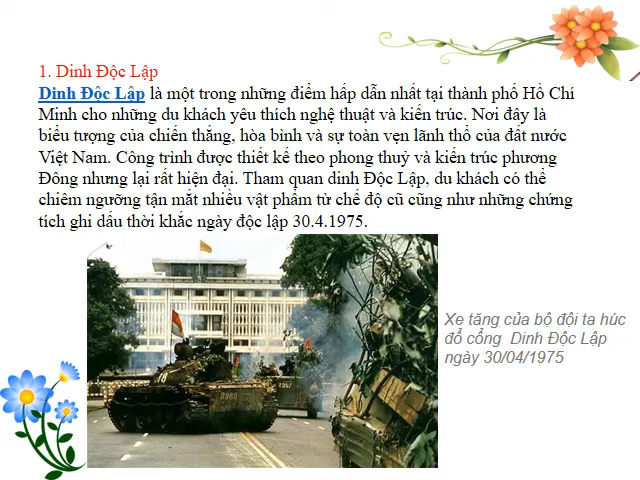 1. Dinh Độc Lập
Dinh Độc Lập là một trong những điểm hấp dẫn nhất tại thành phố Hồ Chí
Minh cho những du khách yêu thích nghệ thuật và kiến trúc. Nơi đây là
biểu tượng của chiến thắng, hòa bình và sự toàn vẹn lãnh thổ của đất nước
Việt Nam. Công trình được thiết kế theo phong thuỷ và kiến trúc phương
Đông nhưng lại rất hiện đại. Tham quan dinh Độc Lập, du khách có thể
chiêm ngưỡng tận mắt nhiều vật phẩm từ chế độ cũ cũng như những chứng
tích ghi dấu thời khắc ngày độc lập 30.4.1975.
Xe tăng của bộ đội ta húc
đổ cổng Dinh Độc Lập
ngày 30/04/1975